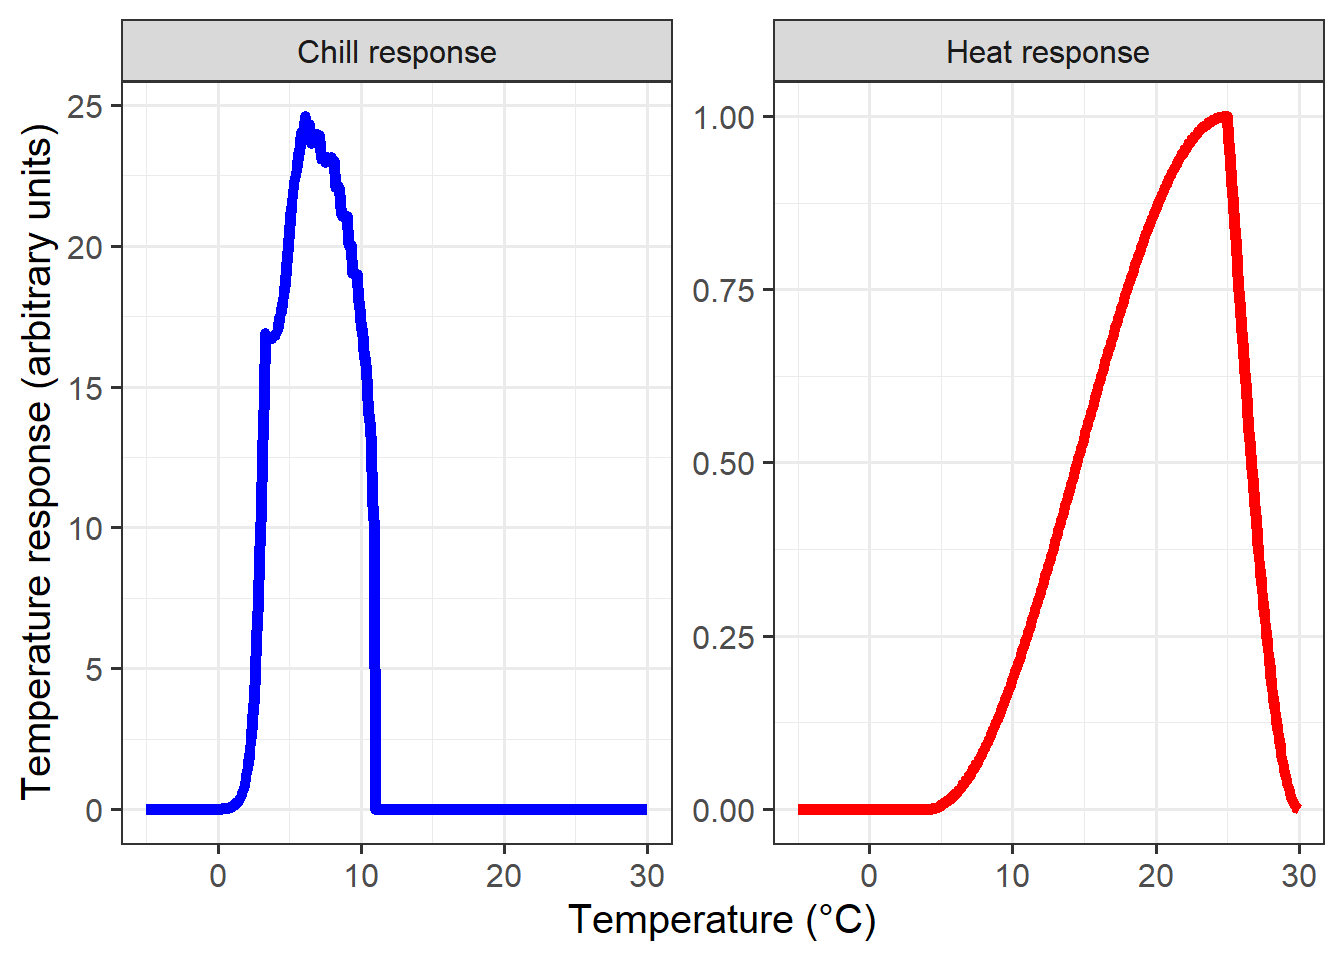 Chill response
Heat response
Temperature response (arbitrary units)
25
20
15
10
5
0
1.00
0.75
0.50
0.25
0.00
0 10 20 30
0 10 20 30
Temperature (°C)